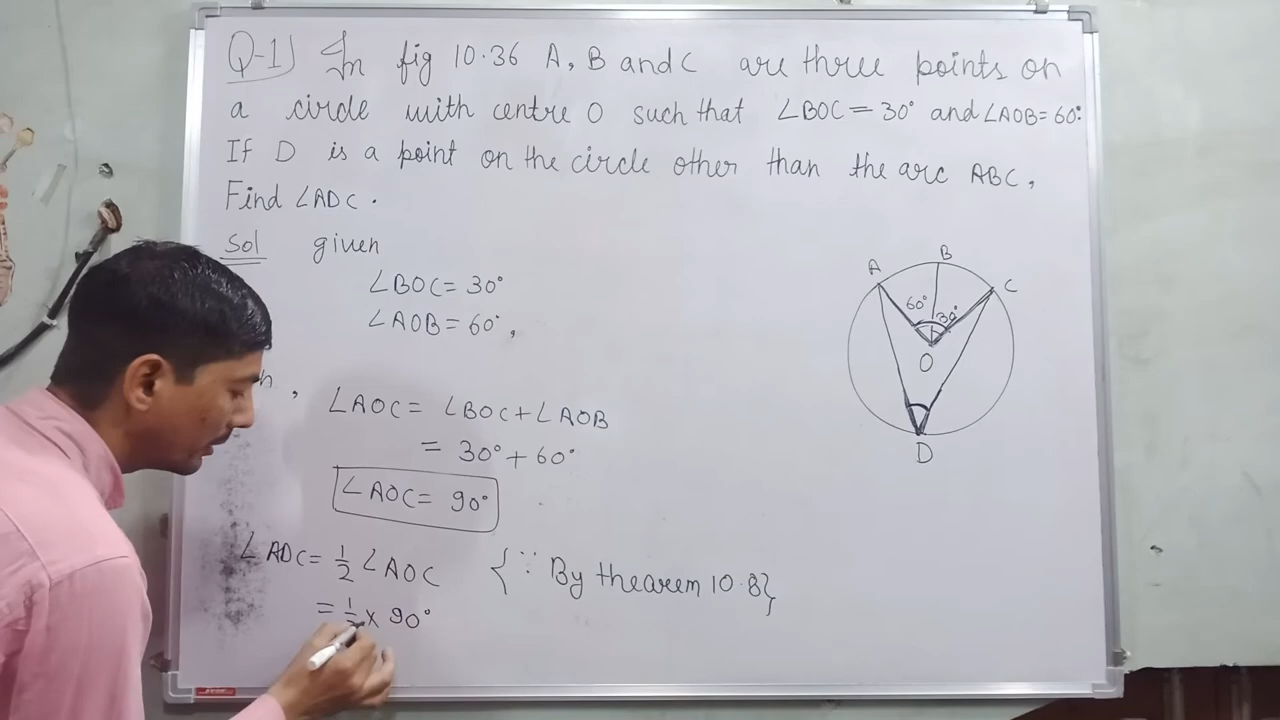 Q-1) In fig 10.36 A, B and C are three points on
a circle with centre O such that ∠BOC = 30° and ∠AOB = 60°.
If D is a point on the circle other than the arc ABC,
Find ∠ADC.
Sol given
∠BOC = 30°
∠AOB = 60°,
,
∠AOC = ∠BOC + ∠AOB
= 30° + 60°
∠AOC = 90°
∠ADC = 1/2 ∠AOC { ∵ By thearem 10.8}
= 1/2 × 90°
A
B
C
60°
30°
O
D